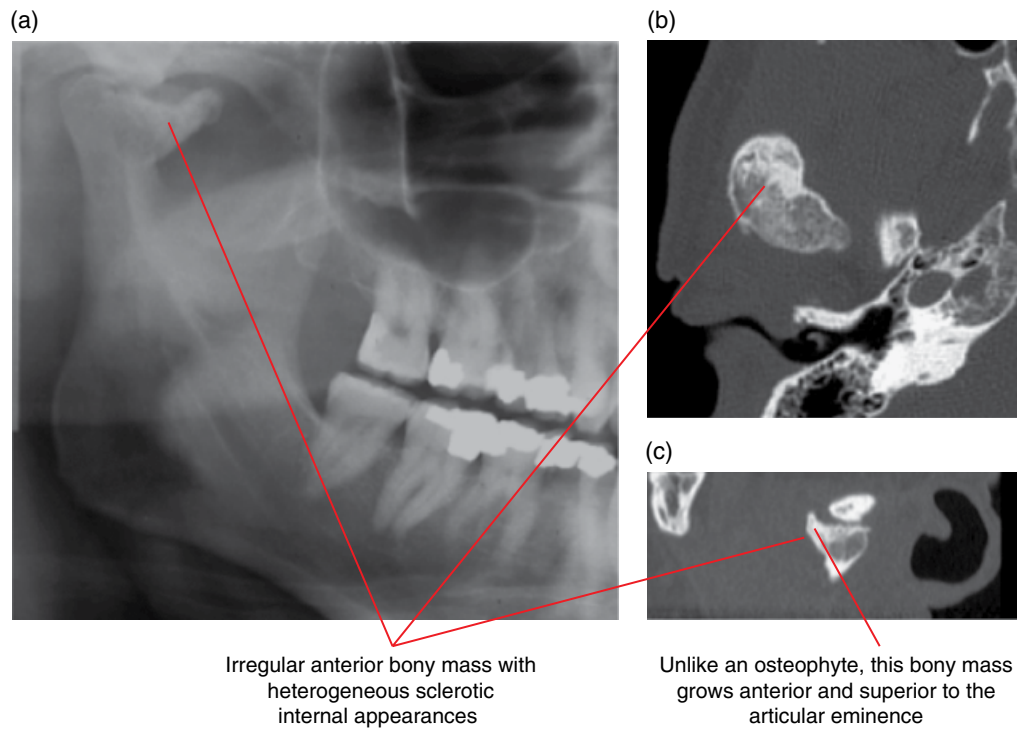 (a)
(b)
(c)
Irregular anterior bony mass with
heterogeneous sclerotic
internal appearances
Unlike an osteophyte, this bony mass
grows anterior and superior to the
articular eminence